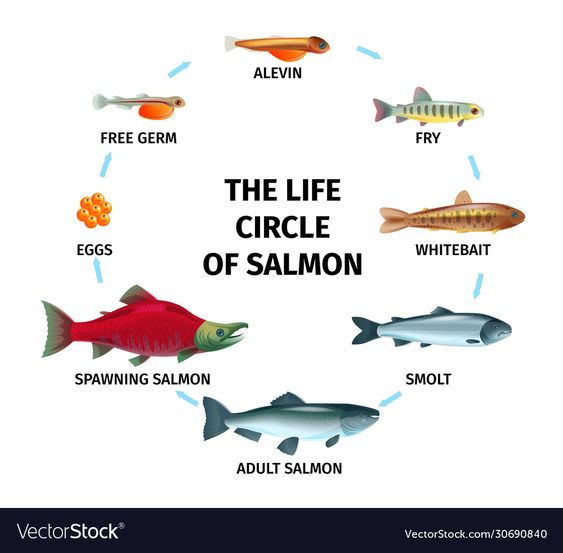 ALEVIN
FREE GERM
FRY
THE LIFE
CIRCLE
OF SALMON
EGGS
WHITEBAIT
SPAWNING SALMON
SMOLT
ADULT SALMON
VectorStock®
VectorStock.com/30690840